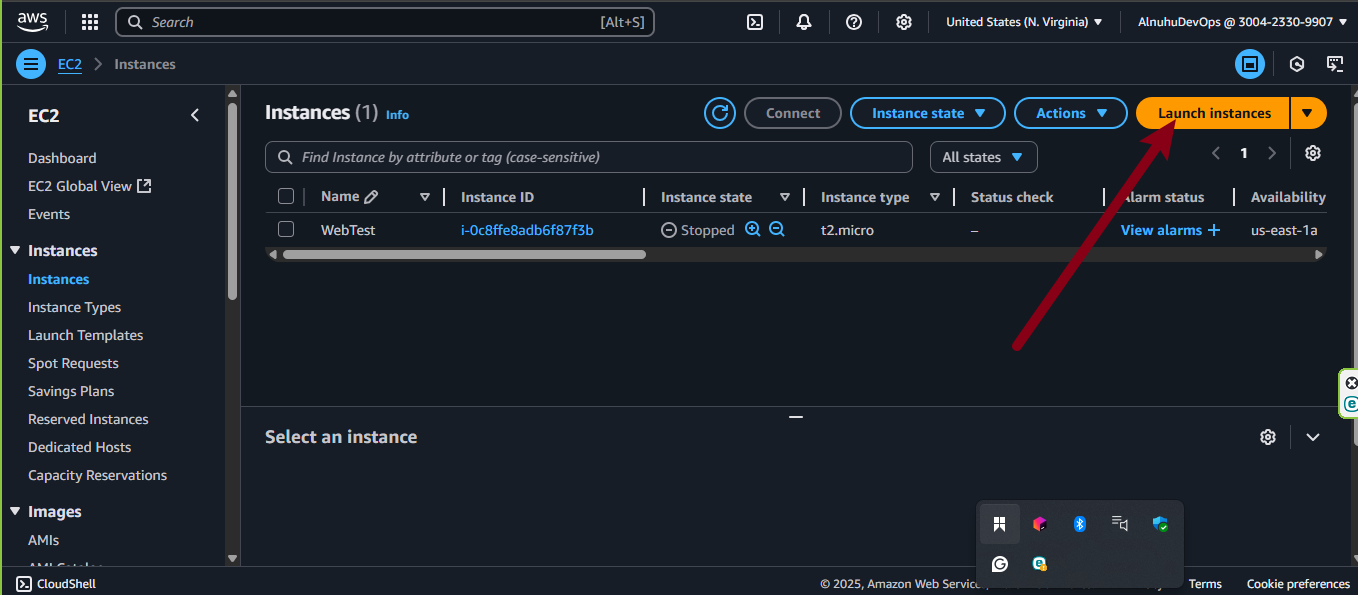 aws
Search
[Alt+S]
United States (N. Virginia)
AlnuhuDevOps @ 3004-2330-9907
EC2
Instances
EC2
Dashboard
EC2 Global View
Events
Instances
Instances
Instance Types
Launch Templates
Spot Requests
Savings Plans
Reserved Instances
Dedicated Hosts
Capacity Reservations
Images
AMIs
Instances (1) Info
Connect
Instance state
Actions
Launch instances
Find Instance by attribute or tag (case-sensitive)
All states
1
Name
Instance ID
Instance state
Instance type
Status check
Alarm status
Availability
WebTest
i-0c8ffe8adb6f87f3b
Stopped
t2.micro
–
View alarms
us-east-1a
Select an instance
CloudShell
© 2025, Amazon Web Service
Terms
Cookie preferences